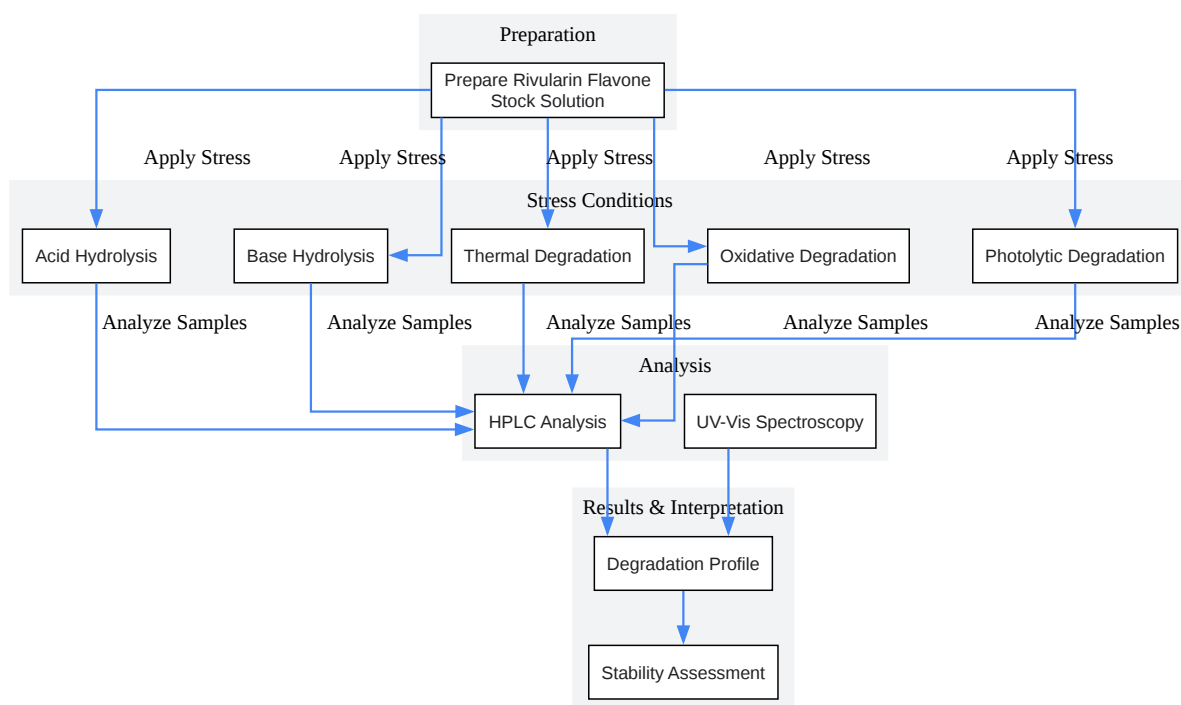 Preparation
Prepare Rivularin Flavone
Stock Solution
Apply Stress
Apply Stress
Apply Stress
Apply Stress
Apply Stress
Stress Conditions
Acid Hydrolysis
Base Hydrolysis
Thermal Degradation
Oxidative Degradation
Photolytic Degradation
Analyze Samples
Analyze Samples
Analyze Samples
Analyze Samples
Analyze Samples
Analysis
HPLC Analysis
UV-Vis Spectroscopy
Results & Interpretation
Degradation Profile
Stability Assessment